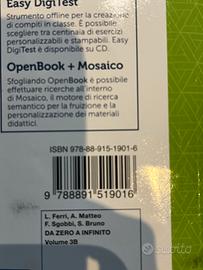 Easy DigiTest
Strumento offline per la creazione
di compiti in classe. È possibile
scegliere tra centinaia di esercizi
personalizzabili e stampabili. Easy
DigiTest è disponibile su CD.
OpenBook + Mosaico
Sfogliando OpenBook è possibile
effettuare ricerche all'interno
di Mosaico, il motore di ricerca
semantico per la fruizione e la
personalizzazione dei materiali
didattici.
ISBN 978-88-915-1901-6
9 788891 519016
L. Ferri, A. Matteo
F. Sgobbi, S. Bruno
DA ZERO A INFINITO
Volume 3B
subito